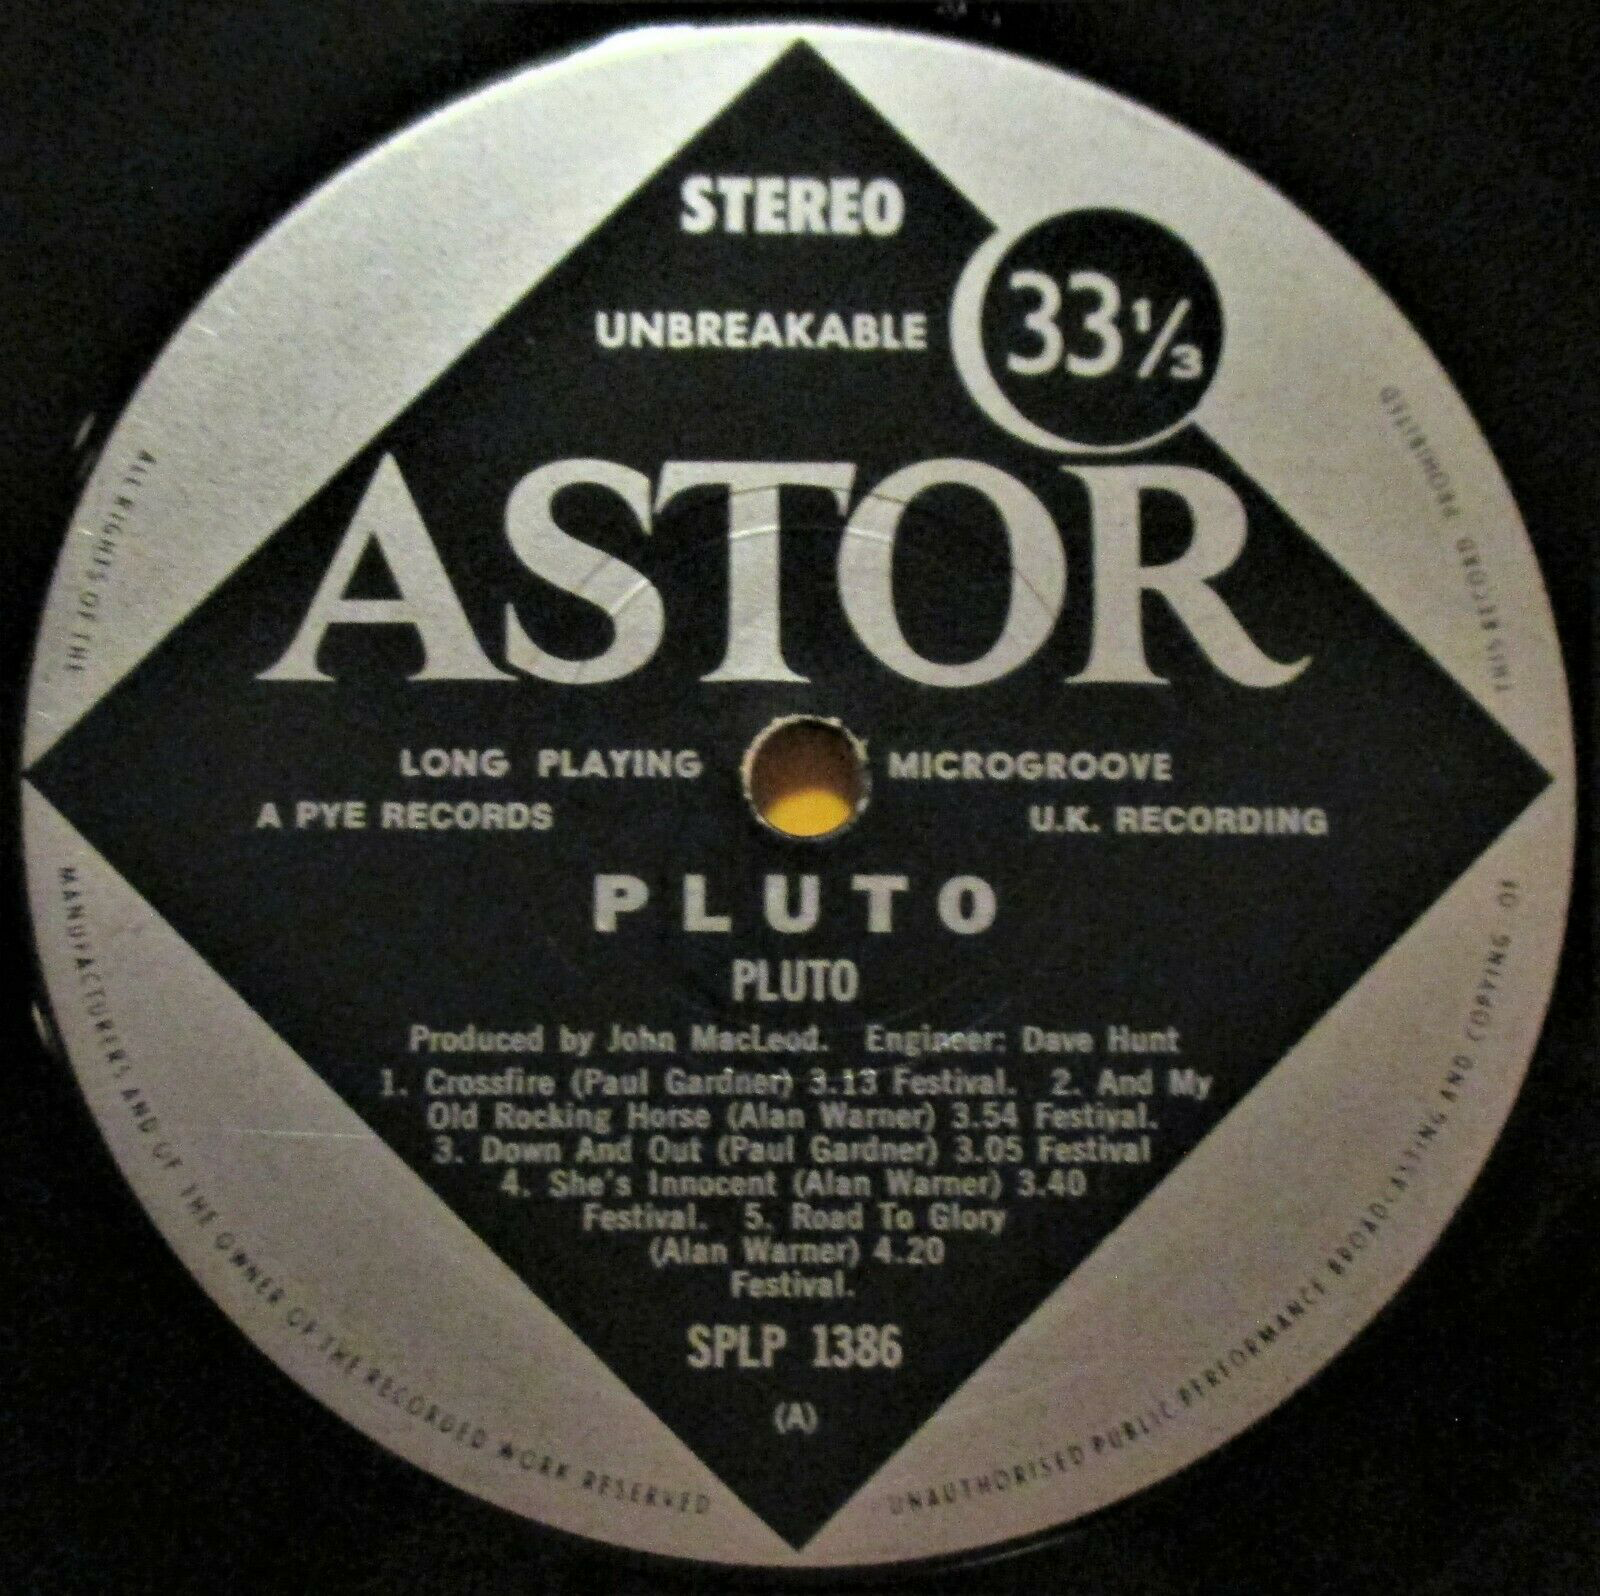 STEREO
UNBREAKABLE
33 1/3
ASTOR
LONG PLAYING MICROGROOVE
A PYE RECORDS U.K. RECORDING
PLUTO
PLUTO
Produced by John MacLeod. Engineer: Dave Hunt
1. Crossfire (Paul Gardner) 3.13 Festival. 2. And My
Old Rocking Horse (Alan Warner) 3.54 Festival.
3. Down And Out (Paul Gardner) 3.05 Festival
4. She's Innocent (Alan Warner) 3.40
Festival. 5. Road To Glory
(Alan Warner) 4.20
Festival.
SPLP 1386
(A)
ALL RIGHTS OF THE
MANUFACTURERS AND OF THE OWNER OF THE RECORDED WORK RESERVED
UNAUTHORISED PUBLIC PERFORMANCE BROADCASTING AND COPYING OF
THIS RECORD PROHIBITED